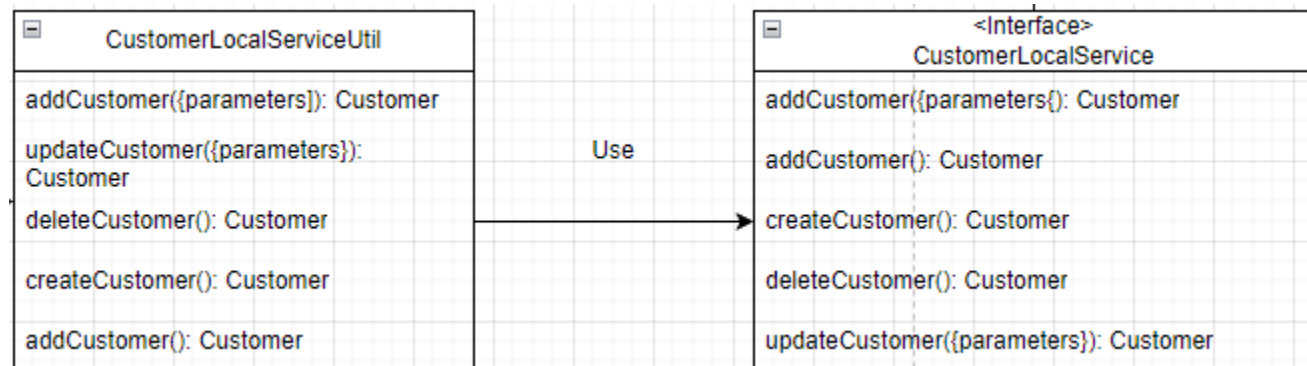 CustomerLocalServiceUtil
addCustomer({parameters]): Customer
updateCustomer({parameters}):
Customer
deleteCustomer(): Customer
createCustomer(): Customer
addCustomer(): Customer
Use
<Interface>
CustomerLocalService
addCustomer({parameters{): Customer
addCustomer(): Customer
createCustomer(): Customer
deleteCustomer(): Customer
updateCustomer({parameters}): Customer